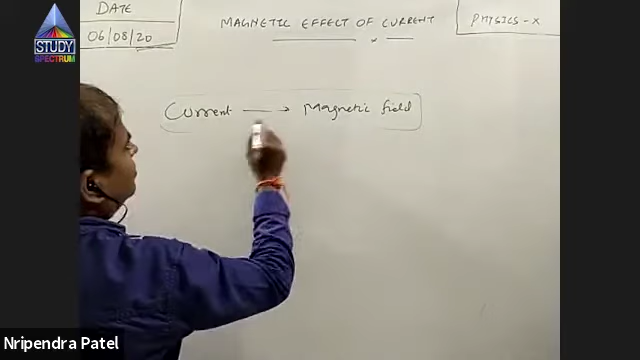 DATE
06/08/20
MAGNETIC EFFECT OF CURRENT
PHYSICS - X
STUDY
SPECTRUM
Current → Magnetic field
Nripendra Patel